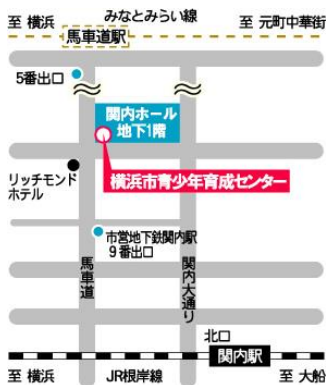 至 横浜
みなとみらい線
至 元町中華街
馬車道駅
5番出口
関内ホール
地下1階
横浜市青少年育成センター
リッチモンド
ホテル
市営地下鉄関内駅
9番出口
馬車道
関内大通り
北口
関内駅
至 横浜
JR根岸線
至 大船